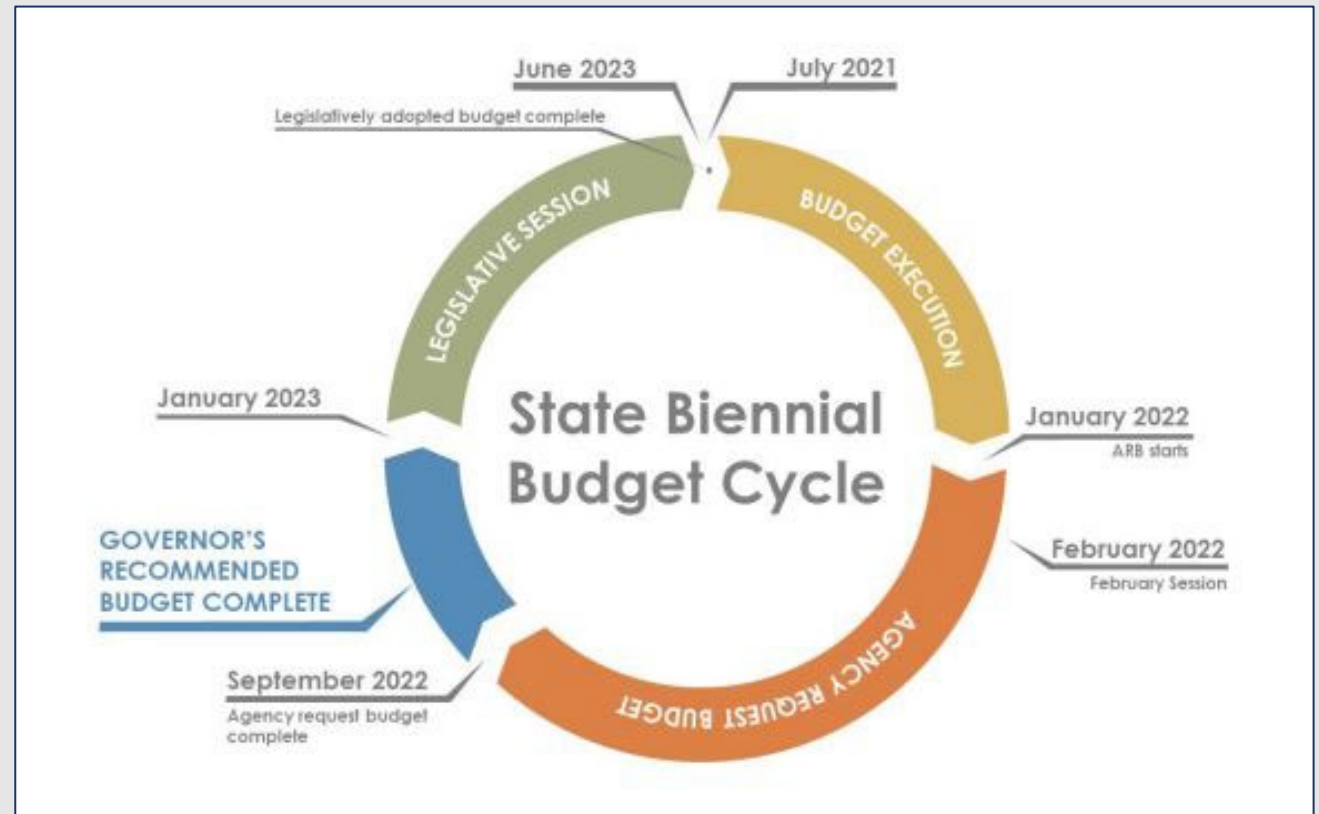 June 2023
July 2021
Legislatively adopted budget complete
LEGISLATIVE SESSION
BUDGET EXECUTION
January 2023
State Biennial
Budget Cycle
January 2022
ARB starts
GOVERNOR'S
RECOMMENDED
BUDGET COMPLETE
February 2022
February Session
AGENCY REQUEST BUDGET
September 2022
Agency request budget
complete